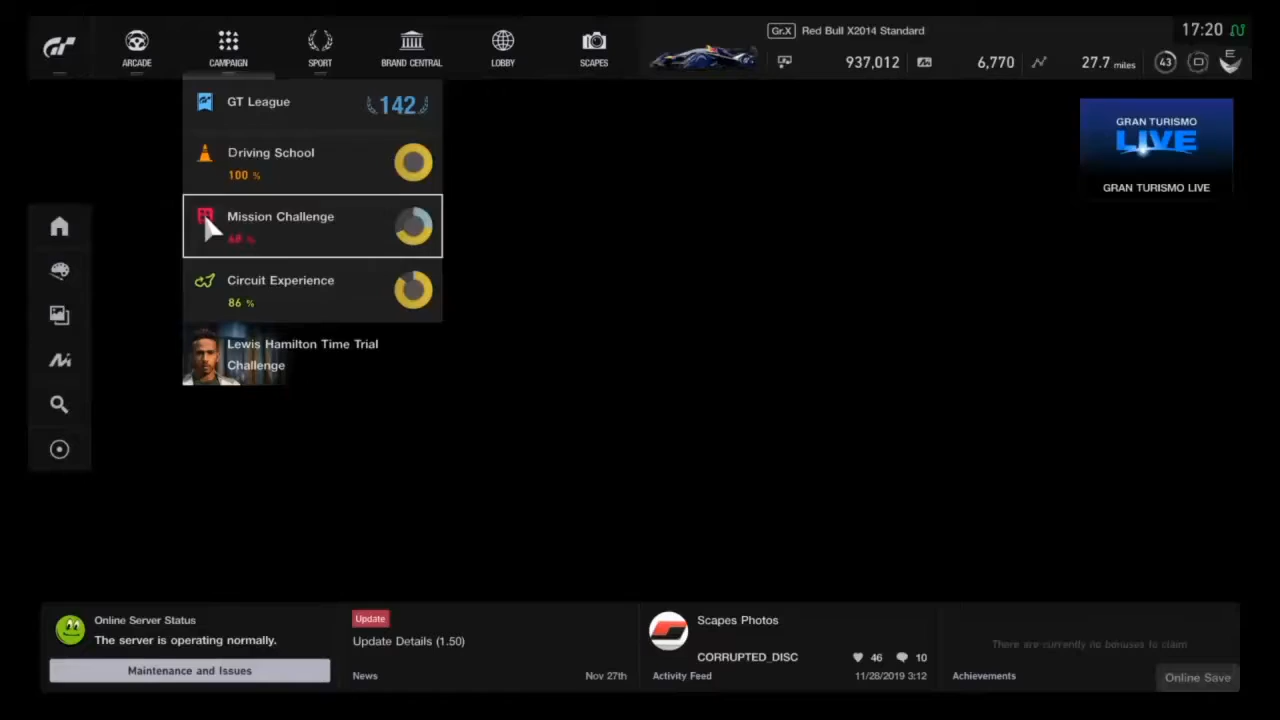 ARCADE
CAMPAIGN
SPORT
BRAND CENTRAL
LOBBY
SCAPES
Gr.X Red Bull X2014 Standard
17:20
937,012
6,770
27.7 miles
43
E
GT League
142
Driving School
100 %
Mission Challenge
68 %
Circuit Experience
86 %
Lewis Hamilton Time Trial
Challenge
GRAN TURISMO
LIVE
GRAN TURISMO LIVE
Online Server Status
The server is operating normally.
Maintenance and Issues
Update
Update Details (1.50)
News
Nov 27th
Scapes Photos
CORRUPTED_DISC
46
10
Activity Feed
11/28/2019 3:12
There are currently no bonuses to claim
Achievements
Online Save